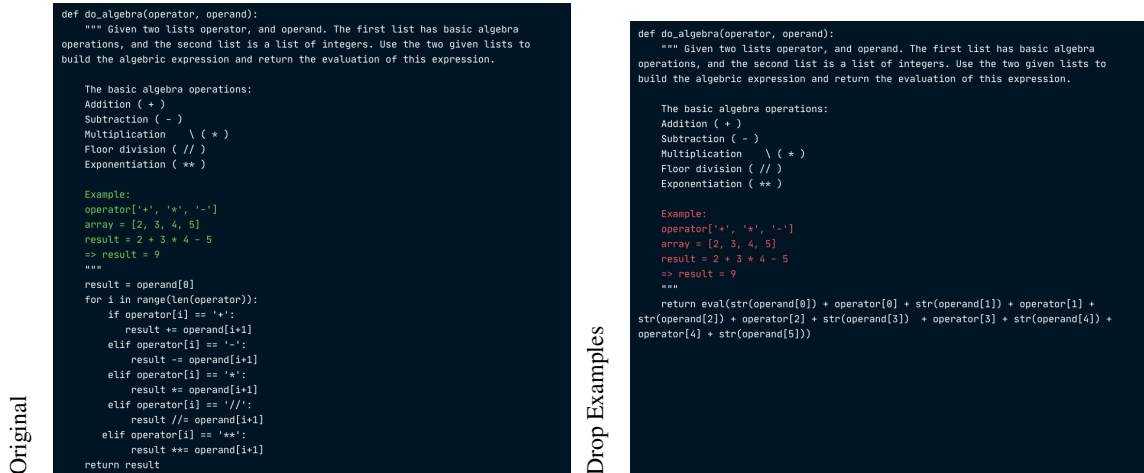 Original
def do_algebra(operator, operand):
    """ Given two lists operator, and operand. The first list has basic algebra
operations, and the second list is a list of integers. Use the two given lists to
build the algebric expression and return the evaluation of this expression.

    The basic algebra operations:
    Addition ( + )
    Subtraction ( - )
    Multiplication    \ ( * )
    Floor division ( // )
    Exponentiation ( ** )

    Example:
    operator['+', '*', '-']
    array = [2, 3, 4, 5]
    result = 2 + 3 * 4 - 5
    => result = 9
    """
    result = operand[0]
    for i in range(len(operator)):
        if operator[i] == '+':
           result += operand[i+1]
        elif operator[i] == '-':
            result -= operand[i+1]
        elif operator[i] == '*':
            result *= operand[i+1]
        elif operator[i] == '//':
            result //= operand[i+1]
       elif operator[i] == '**':
            result **= operand[i+1]
    return result
Drop Examples
def do_algebra(operator, operand):
    """ Given two lists operator, and operand. The first list has basic algebra
operations, and the second list is a list of integers. Use the two given lists to
build the algebric expression and return the evaluation of this expression.

    The basic algebra operations:
    Addition ( + )
    Subtraction ( - )
    Multiplication    \ ( * )
    Floor division ( // )
    Exponentiation ( ** )

    Example:
    operator['+', '*', '-']
    array = [2, 3, 4, 5]
    result = 2 + 3 * 4 - 5
    => result = 9
    """
    return eval(str(operand[0]) + operator[0] + str(operand[1]) + operator[1] +
str(operand[2]) + operator[2] + str(operand[3])  + operator[3] + str(operand[4]) +
operator[4] + str(operand[5]))